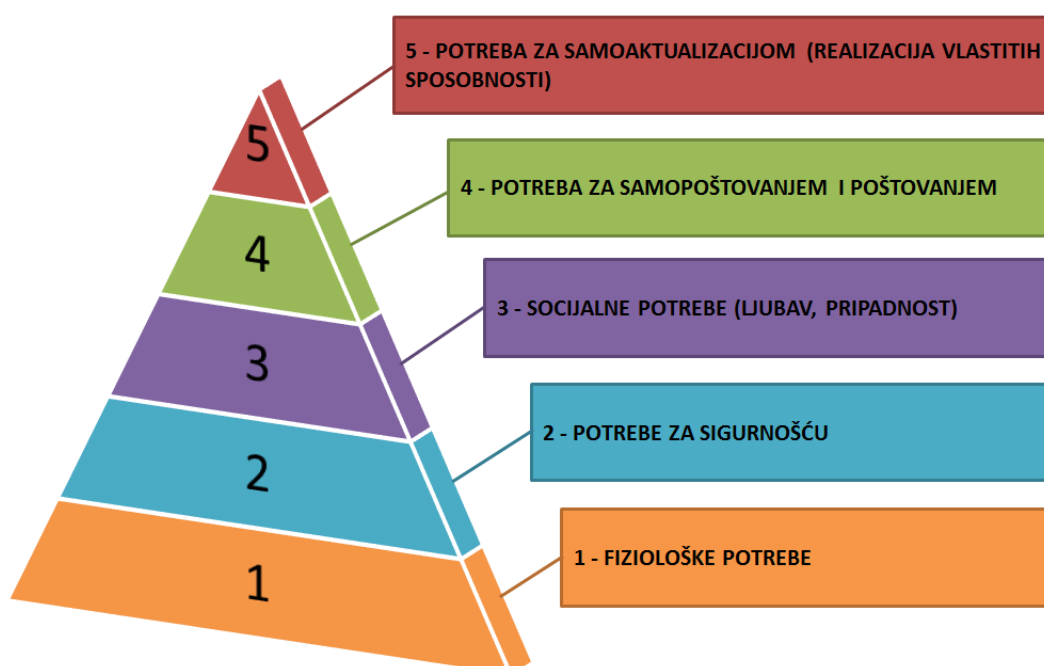 5 - POTREBA ZA SAMOAKTUALIZACIJOM (REALIZACIJA VLASTITIH
SPOSOBNOSTI)
5
4 - POTREBA ZA SAMOPOŠTOVANJEM I POŠTOVANJEM
4
3 - SOCIJALNE POTREBE (LJUBAV, PRIPADNOST)
3
2 - POTREBE ZA SIGURNOŠĆU
2
1 - FIZIOLOŠKE POTREBE
1